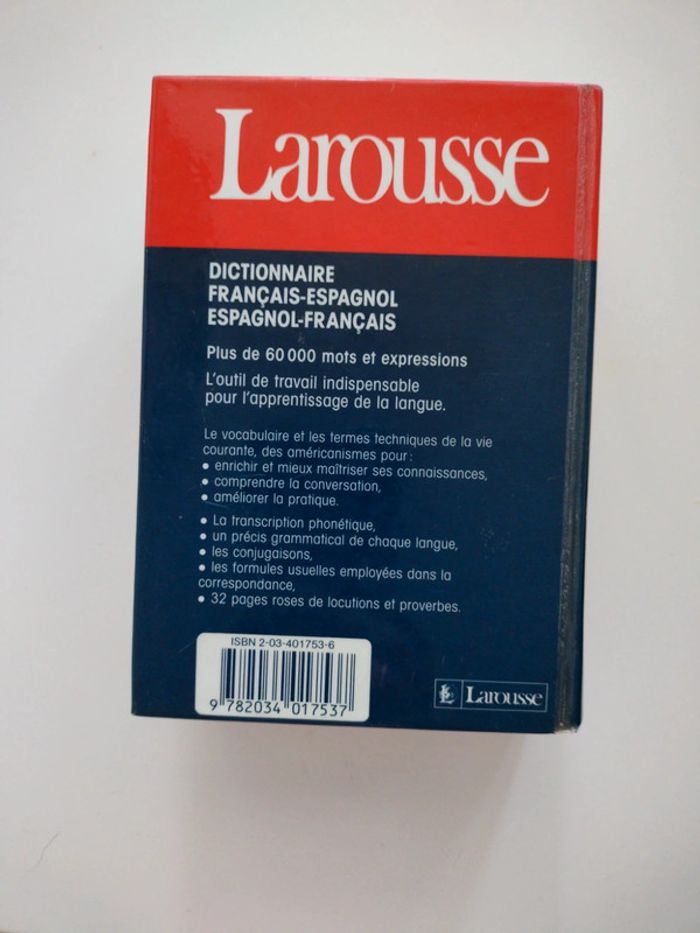 Larousse
DICTIONNAIRE
FRANÇAIS-ESPAGNOL
ESPAGNOL-FRANÇAIS
Plus de 60 000 mots et expressions
L'outil de travail indispensable
pour l'apprentissage de la langue.
Le vocabulaire et les termes techniques de la vie
courante, des américanismes pour :
• enrichir et mieux maîtriser ses connaissances,
• comprendre la conversation,
• améliorer la pratique.
• La transcription phonétique,
• un précis grammatical de chaque langue,
• les conjugaisons,
• les formules usuelles employées dans la
correspondance,
• 32 pages roses de locutions et proverbes.
ISBN 2-03-401753-6
9 782034 017537
Larousse